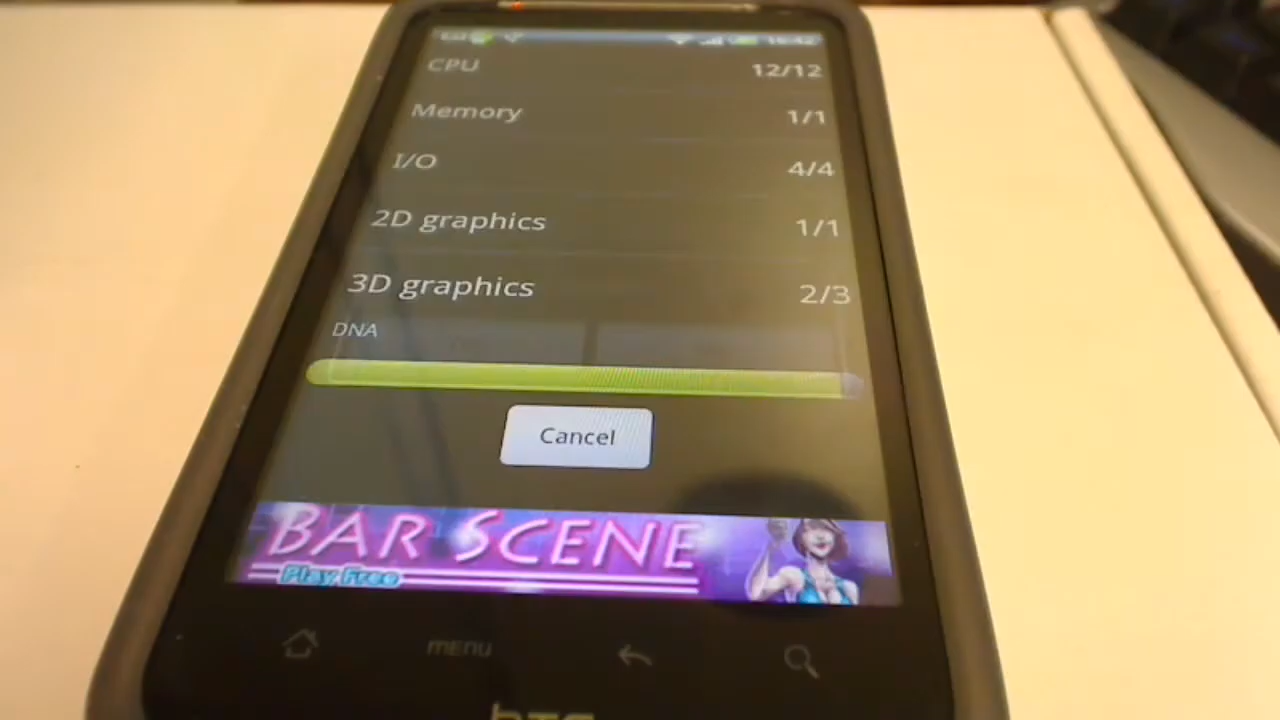 CPU 12/12
Memory 1/1
I/O 4/4
2D graphics 1/1
3D graphics 2/3
DNA
Cancel
BAR SCENE
Play Free
menu
hTC